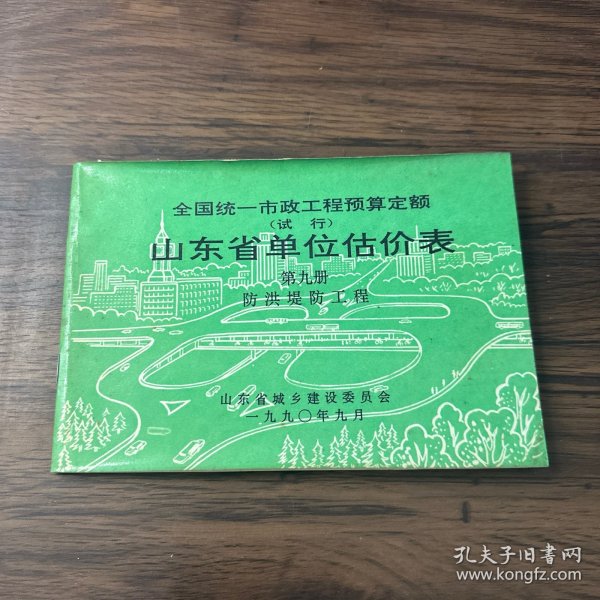 全国统一市政工程预算定额
（试 行）
山东省单位估价表
第九册
防洪堤防工程
山东省城乡建设委员会
一九九〇年九月
孔夫子旧书网
www.kongfz.com